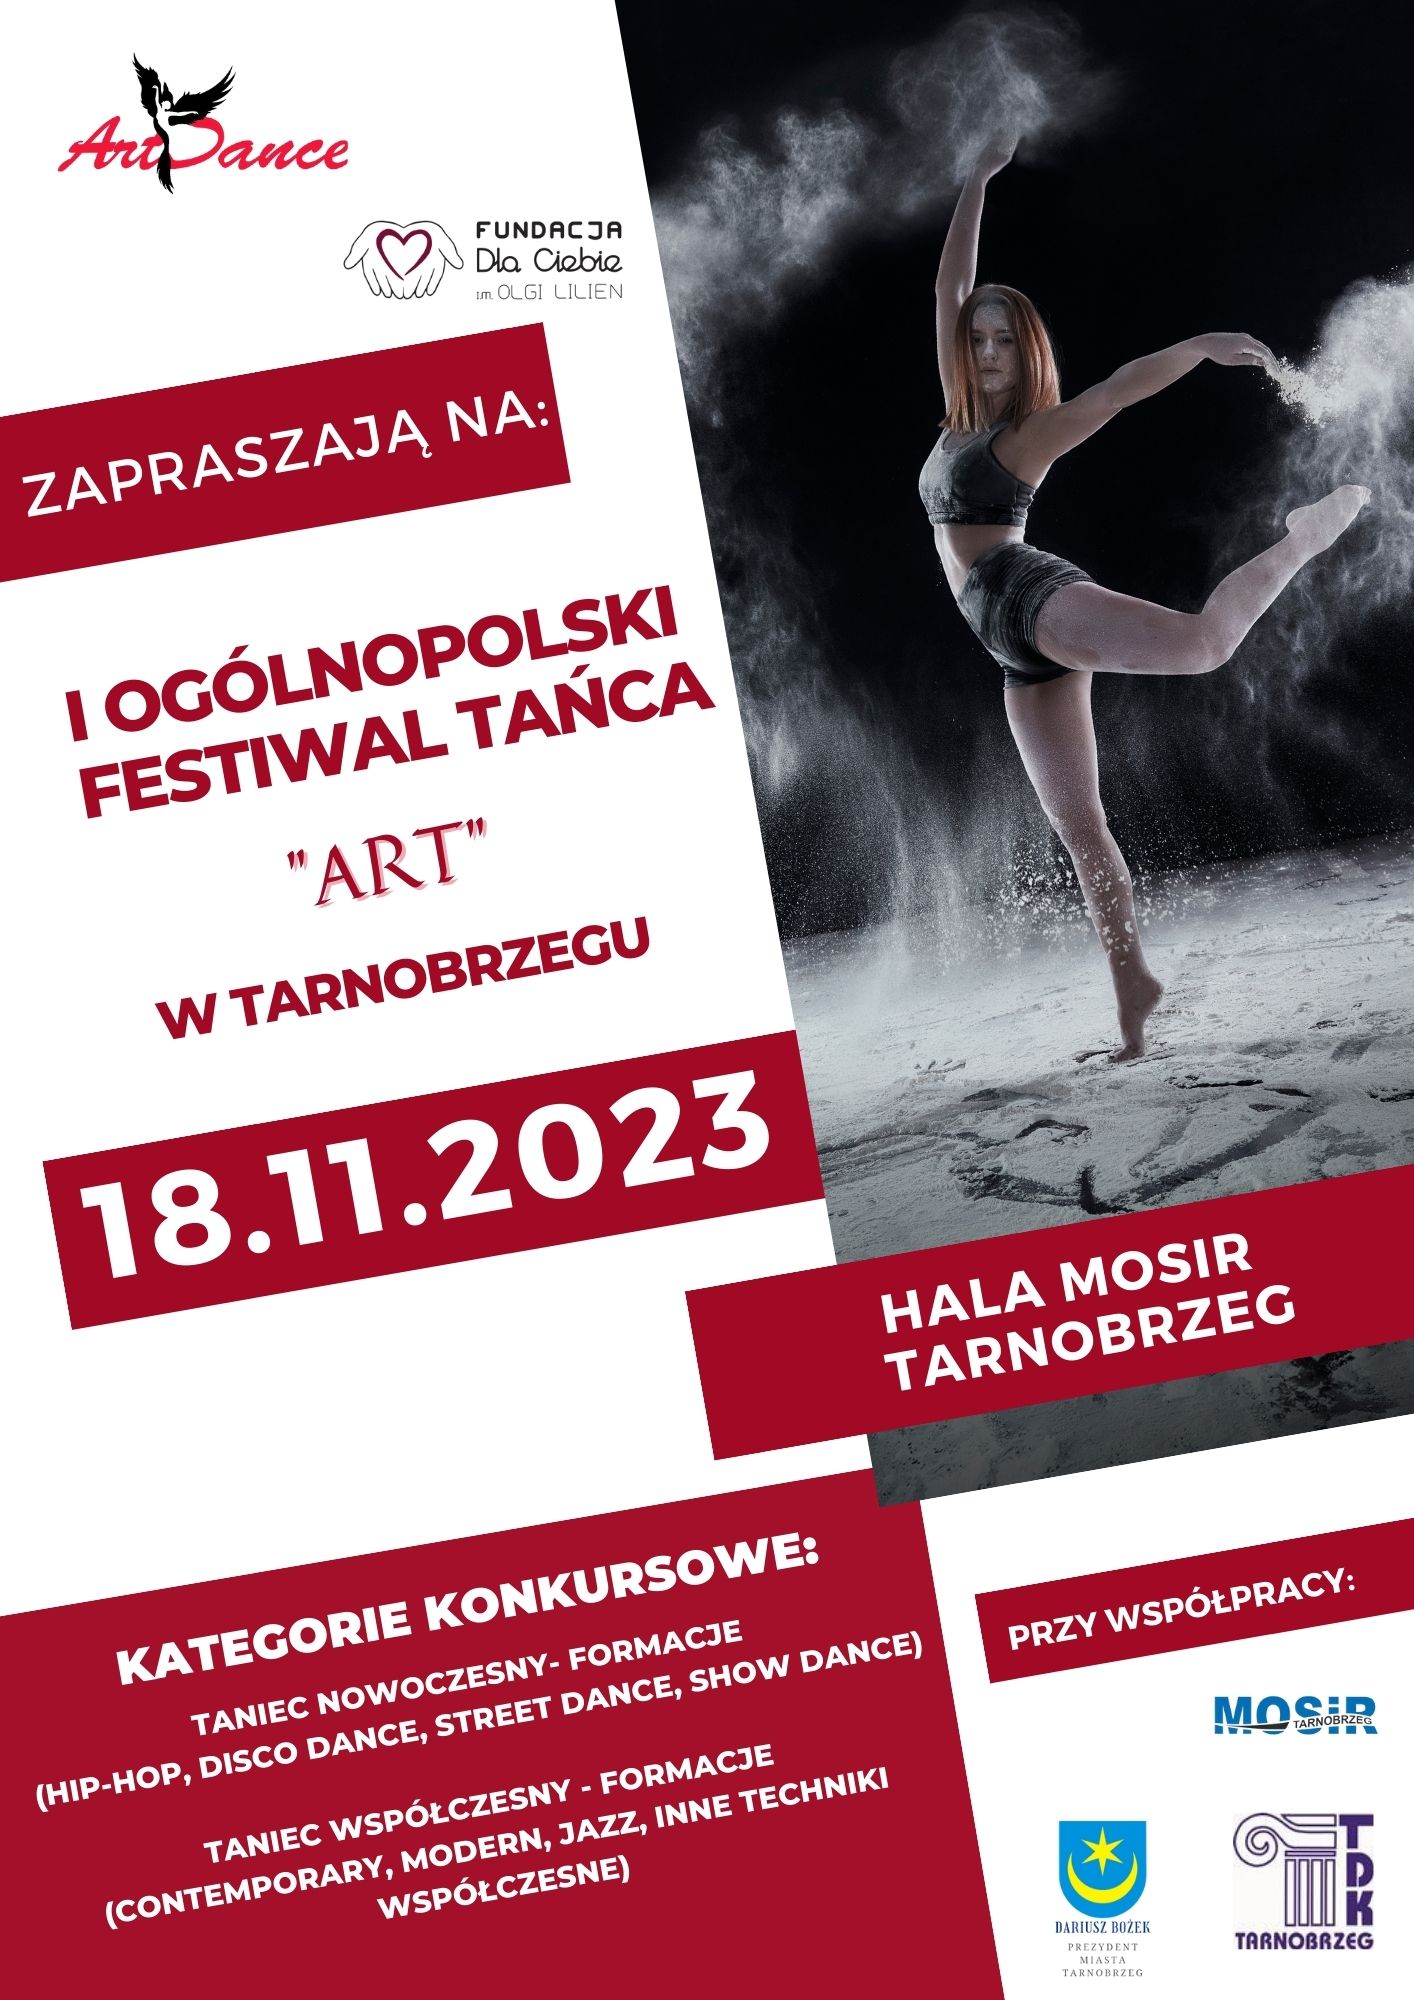 Art Dance
FUNDACJA
Dla Ciebie
im. OLGI LILIEN
ZAPRASZAJĄ NA:
I OGÓLNOPOLSKI
FESTIWAL TAŃCA
"ART"
W TARNOBRZEGU
18.11.2023
HALA MOSIR
TARNOBRZEG
KATEGORIE KONKURSOWE:
TANIEC NOWOCZESNY- FORMACJE
(HIP-HOP, DISCO DANCE, STREET DANCE, SHOW DANCE)
TANIEC WSPÓŁCZESNY - FORMACJE
(CONTEMPORARY, MODERN, JAZZ, INNE TECHNIKI
WSPÓŁCZESNE)
PRZY WSPÓŁPRACY:
MOSiR
TARNOBRZEG
DARIUSZ BOŻEK
PREZYDENT
MIASTA
TARNOBRZEG
TDK
TARNOBRZEG